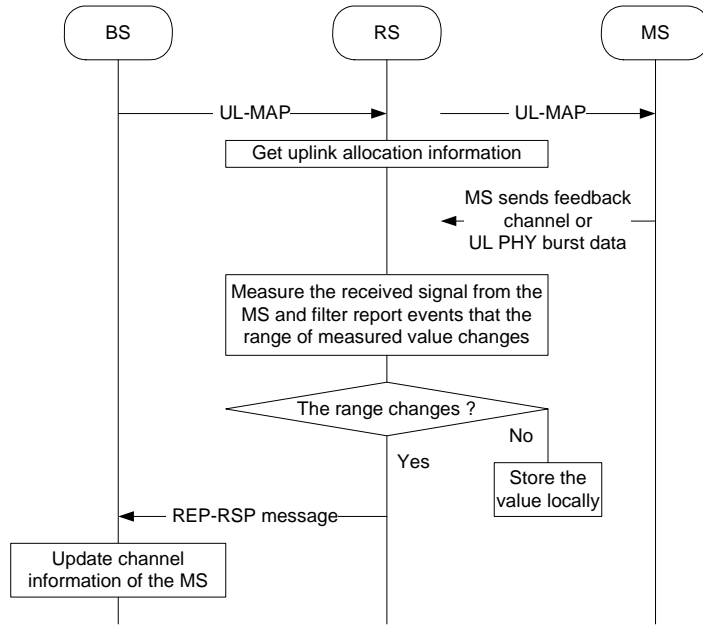 BS
RS
MS
UL-MAP
UL-MAP
Get uplink allocation information
MS sends feedback
channel or
UL PHY burst data
Measure the received signal from the
MS and filter report events that the
range of measured value changes
The range changes ?
No
Yes
Store the
value locally
REP-RSP message
Update channel
information of the MS